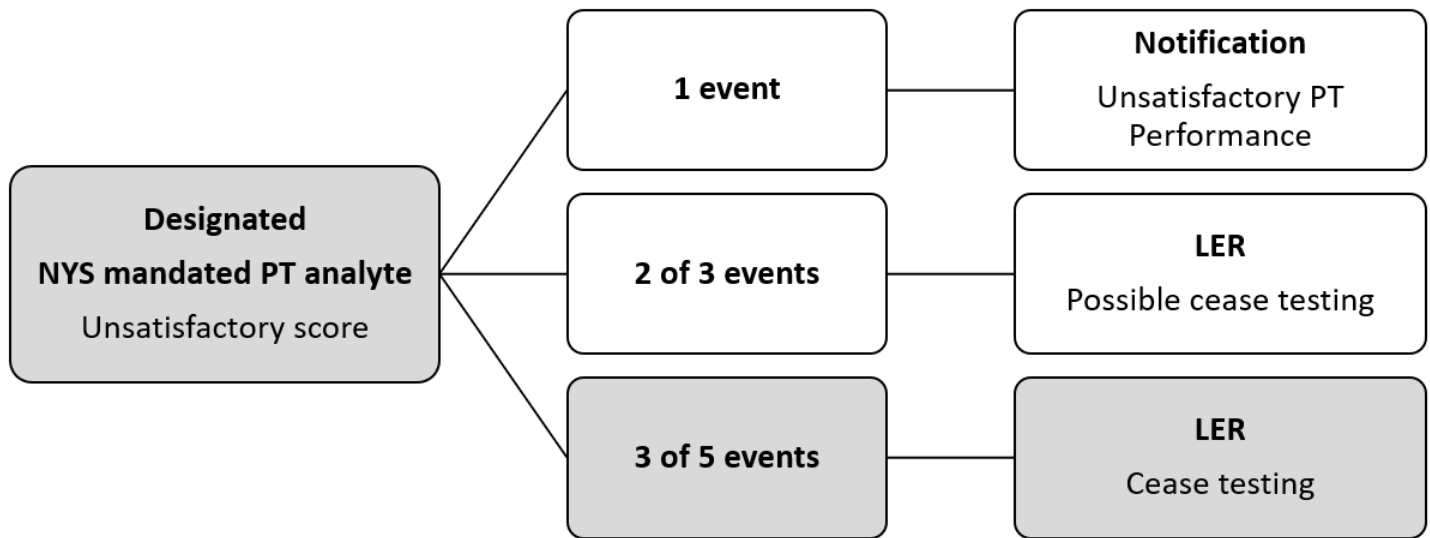 Designated
NYS mandated PT analyte
Unsatisfactory score
1 event
Notification
Unsatisfactory PT
Performance
2 of 3 events
LER
Possible cease testing
3 of 5 events
LER
Cease testing